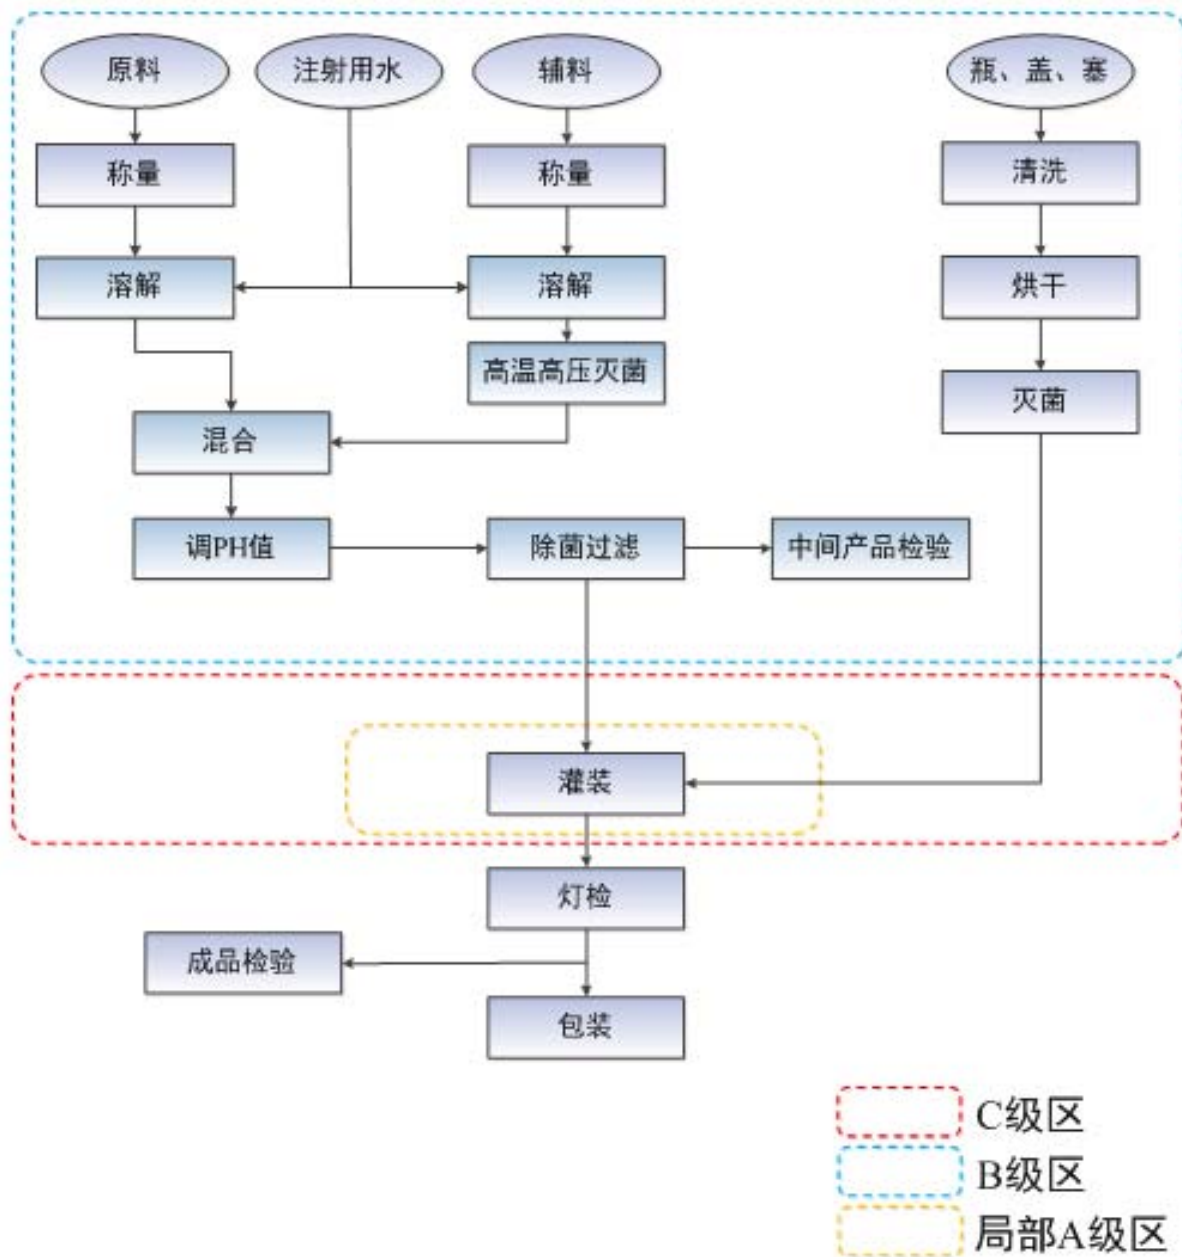 原料
注射用水
辅料
瓶、盖、塞
称量
称量
清洗
溶解
溶解
烘干
高温高压灭菌
灭菌
混合
调PH值
除菌过滤
中间产品检验
灌装
灯检
成品检验
包装
C级区
B级区
局部A级区